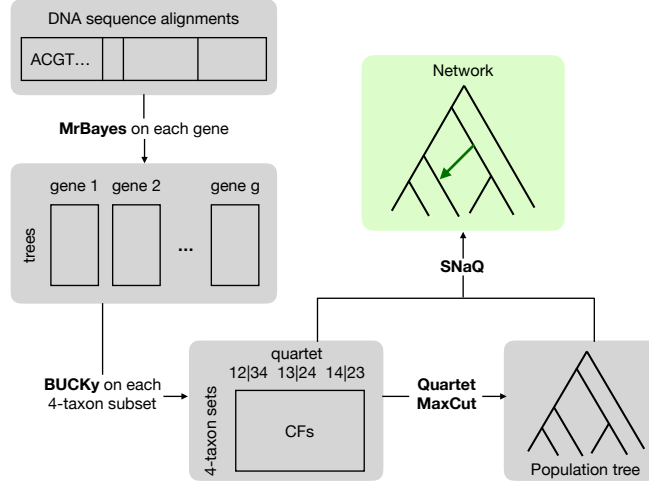 DNA sequence alignments
ACGT...
MrBayes on each gene
gene 1 gene 2 gene g
trees
...
BUCKy on each
4-taxon subset
quartet
12|34 13|24 14|23
4-taxon sets
CFs
Quartet
MaxCut
Population tree
SNaQ
Network